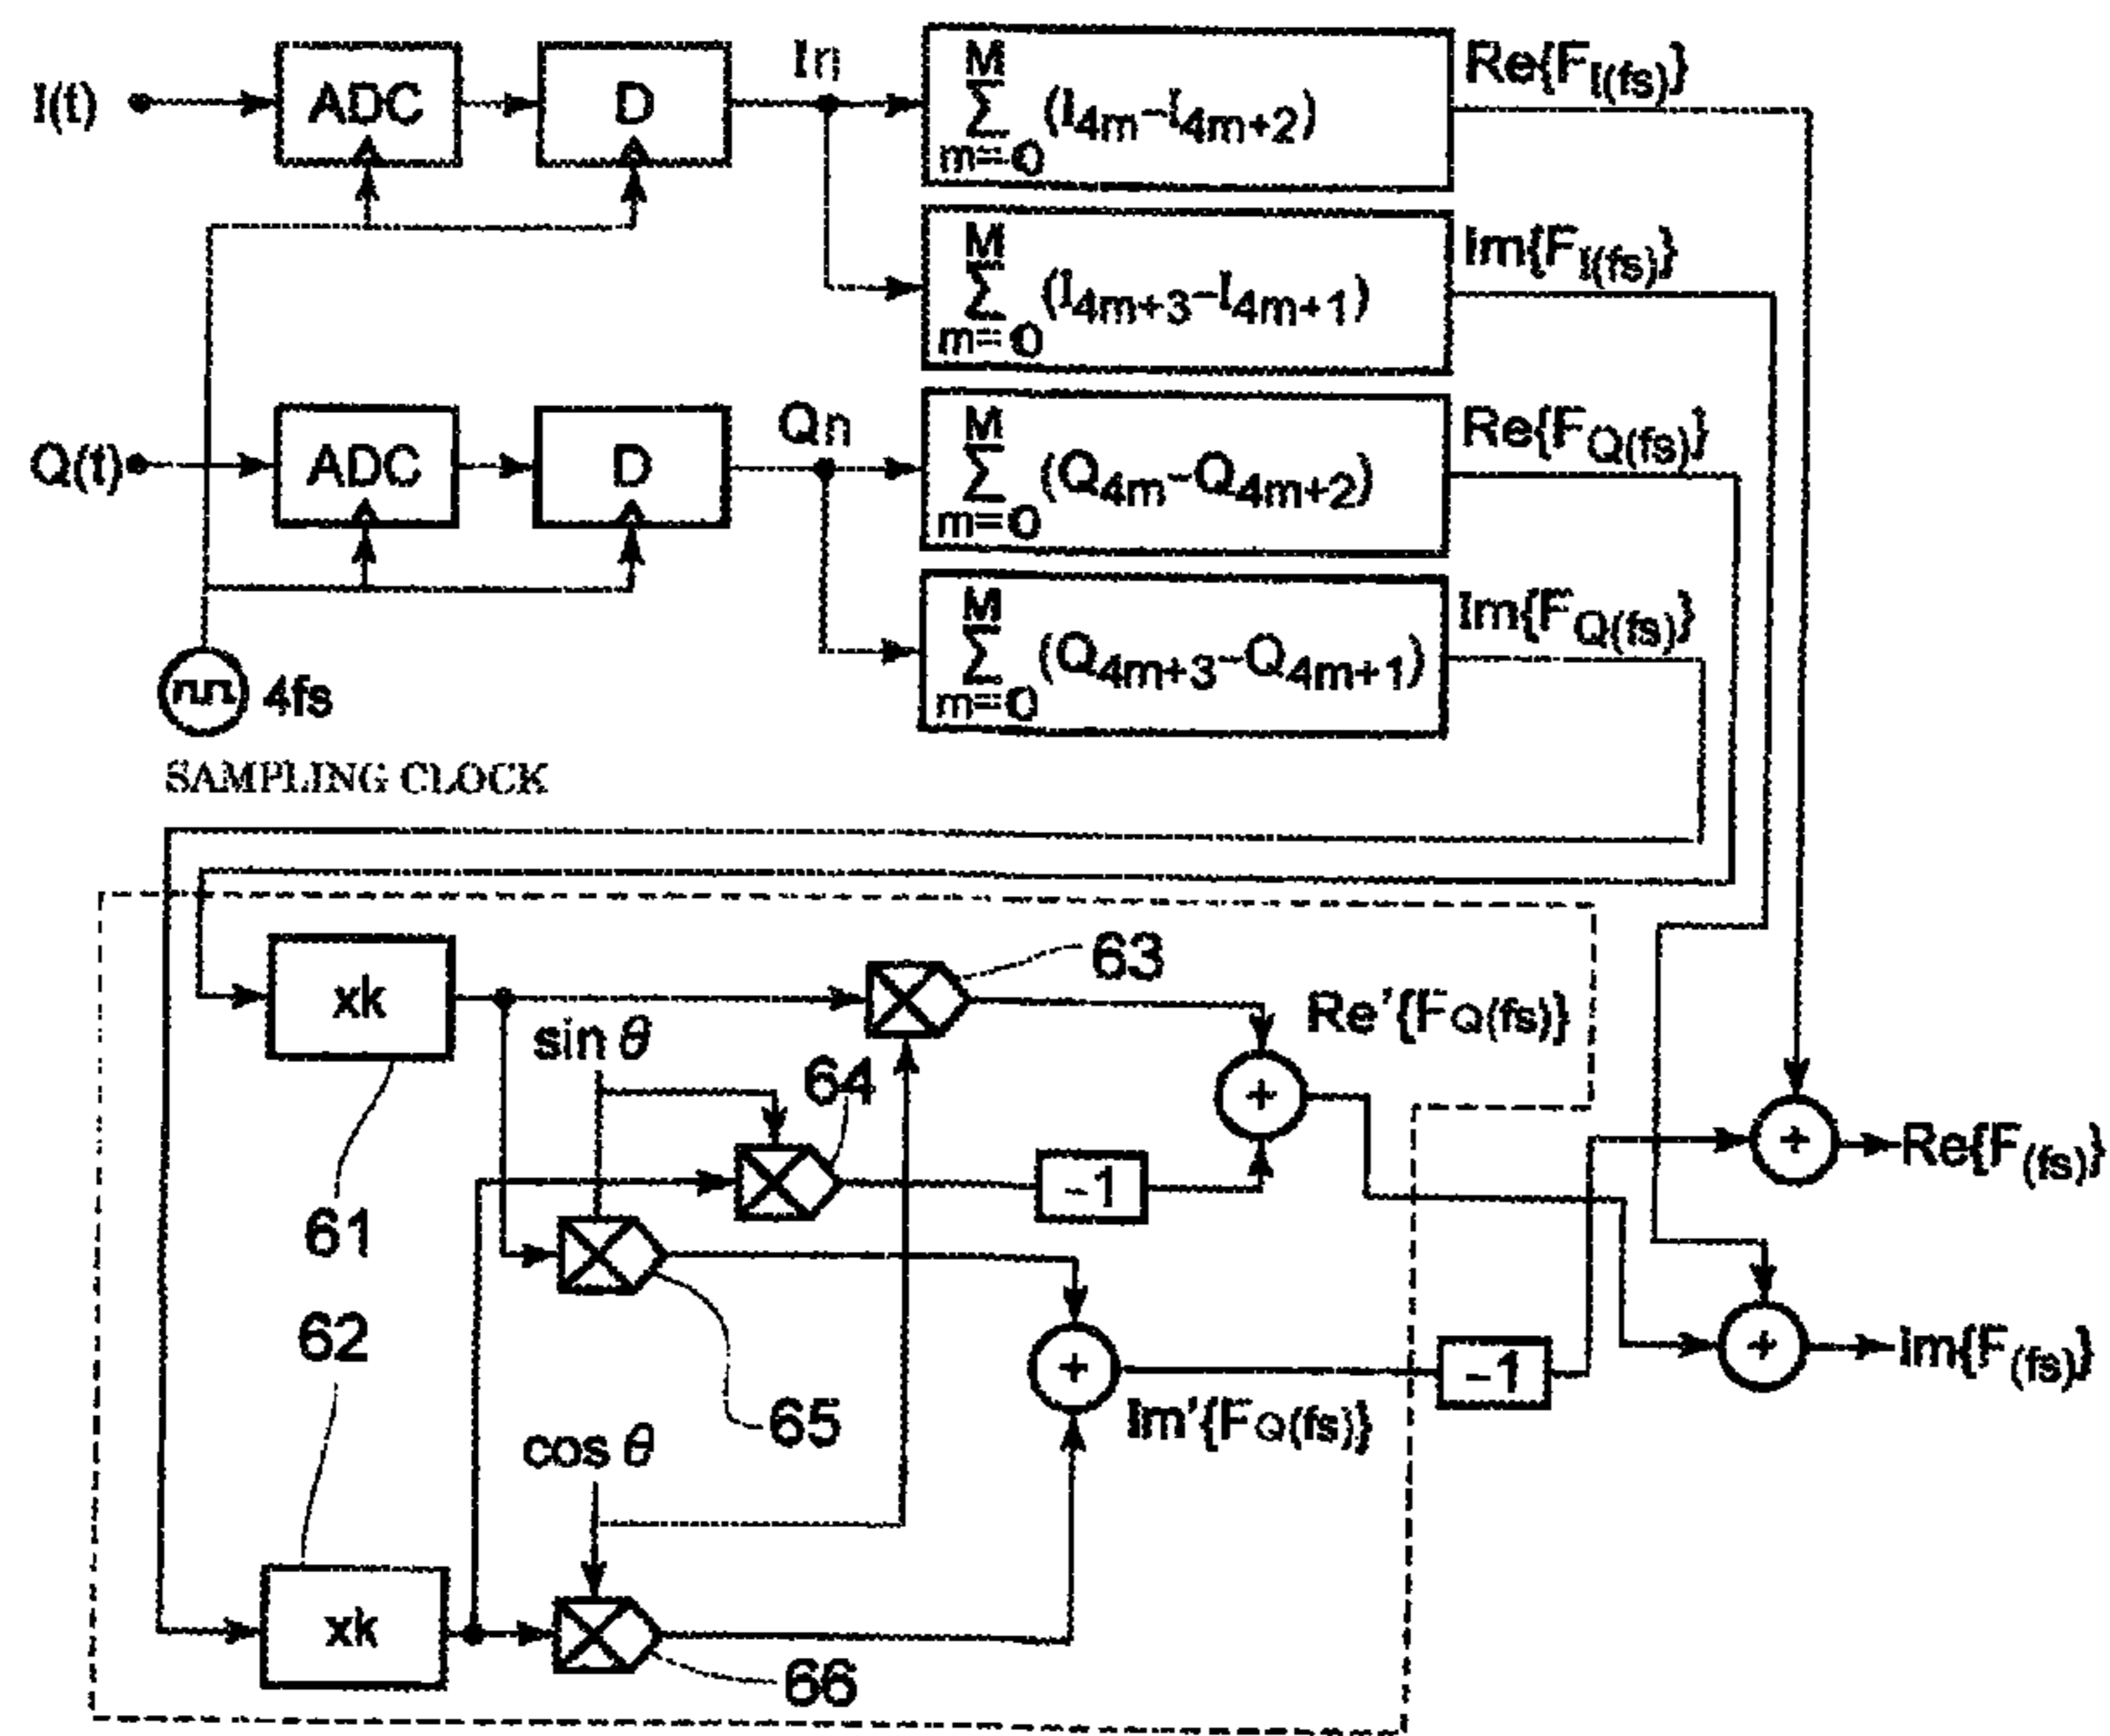 I(t)
ADC
D
In
M
∑
m=0
(I4m-I4m+2)
Re{FI(fs)}
M
∑
m=0
(I4m+3-I4m+1)
Im{FI(fs)}
Q(t)
ADC
D
Qn
M
∑
m=0
(Q4m-Q4m+2)
Re{FQ(fs)}
M
∑
m=0
(Q4m+3-Q4m+1)
Im{FQ(fs)}
4fs
SAMPLING CLOCK
xk
sin θ
63
64
Re'{FQ(fs)}
+
-1
+
Re{F(fs)}
61
62
65
+
-1
+
Im{F(fs)}
Im'{FQ(fs)}
cos θ
xk
66